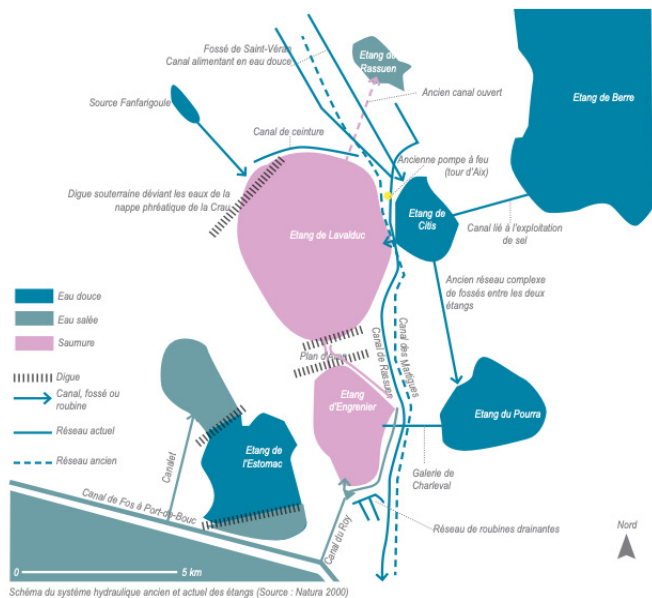 Fossé de Saint-Véran
Canal alimentant en eau douce
Etang de
Rassuen
Etang de Berre
Source Fanfarigoule
Ancien canal ouvert
Canal de ceinture
Ancienne pompe à feu
(tour d'Aix)
Digue souterraine déviant les eaux de la
nappe phréatique de la Crau
Etang de
Citis
Etang de Lavalduc
Canal lié à l'exploitation
de sel
Ancien réseau complexe
de fossés entre les deux
étangs
Eau douce
Eau salée
Saumure
Canal de Rassuen
Canal des Martigues
Plan d'Aren
Digue
Canal, fossé ou
roubine
Réseau actuel
Réseau ancien
Etang
d'Engrenier
Etang du Pourra
Etang de
l'Estomac
Canalet
Galerie de
Charleval
Canal de Fos à Port-de-Bouc
Canal du Roy
Réseau de roubines drainantes
Nord
0 5 km
Schéma du système hydraulique ancien et actuel des étangs (Source : Natura 2000)